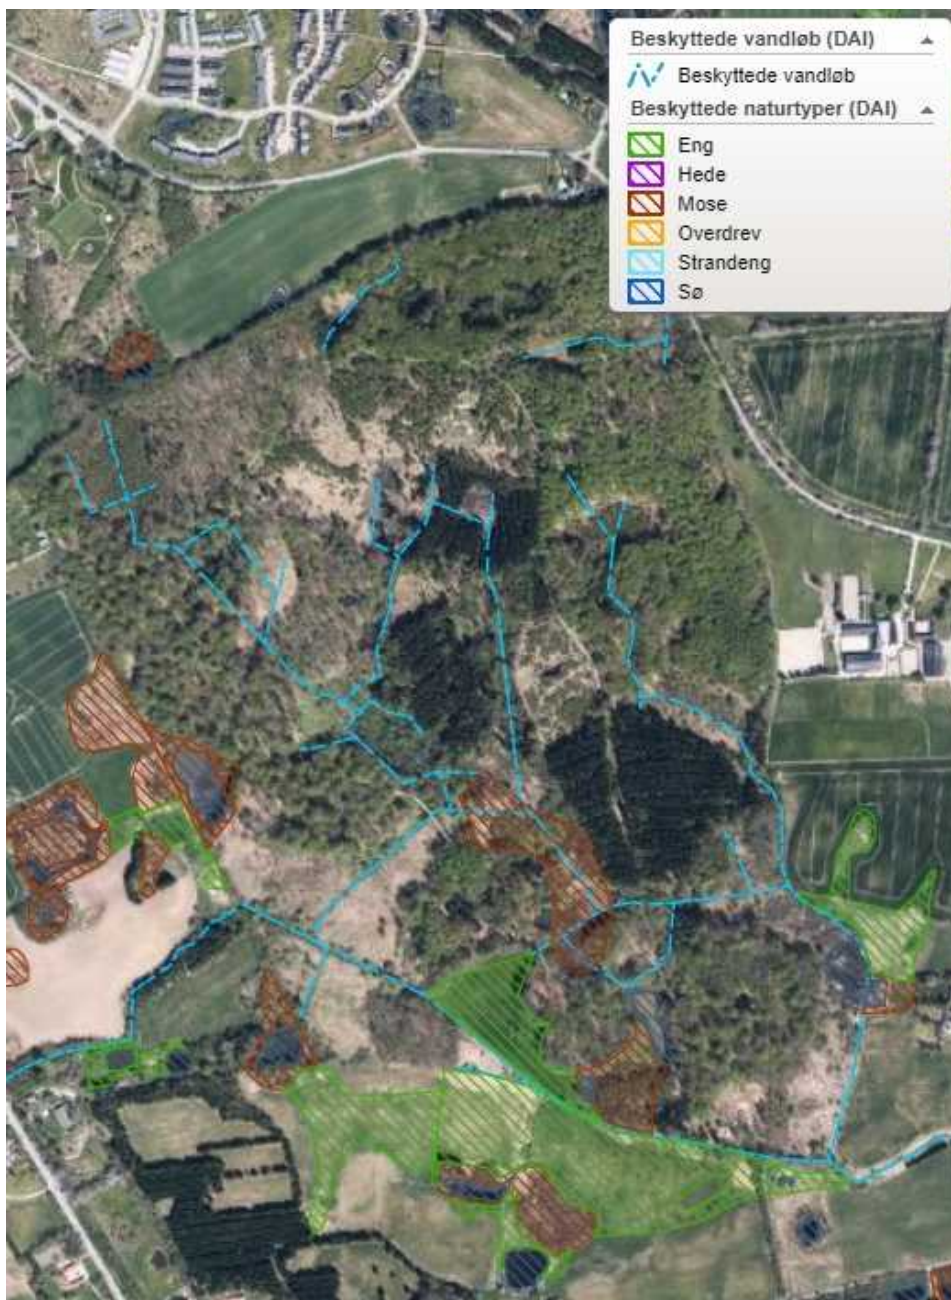 Beskyttede vandløb (DAI)
Beskyttede vandløb
Beskyttede naturtyper (DAI)
Eng
Hede
Mose
Overdrev
Strandeng
Sø